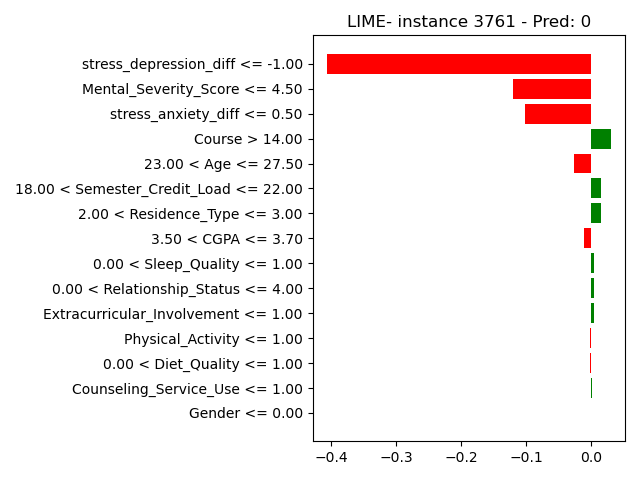 LIME- instance 3761 - Pred: 0
stress_depression_diff <= -1.00
Mental_Severity_Score <= 4.50
stress_anxiety_diff <= 0.50
Course > 14.00
23.00 < Age <= 27.50
18.00 < Semester_Credit_Load <= 22.00
2.00 < Residence_Type <= 3.00
3.50 < CGPA <= 3.70
0.00 < Sleep_Quality <= 1.00
0.00 < Relationship_Status <= 4.00
Extracurricular_Involvement <= 1.00
Physical_Activity <= 1.00
0.00 < Diet_Quality <= 1.00
Counseling_Service_Use <= 1.00
Gender <= 0.00
−0.4 −0.3 −0.2 −0.1 0.0